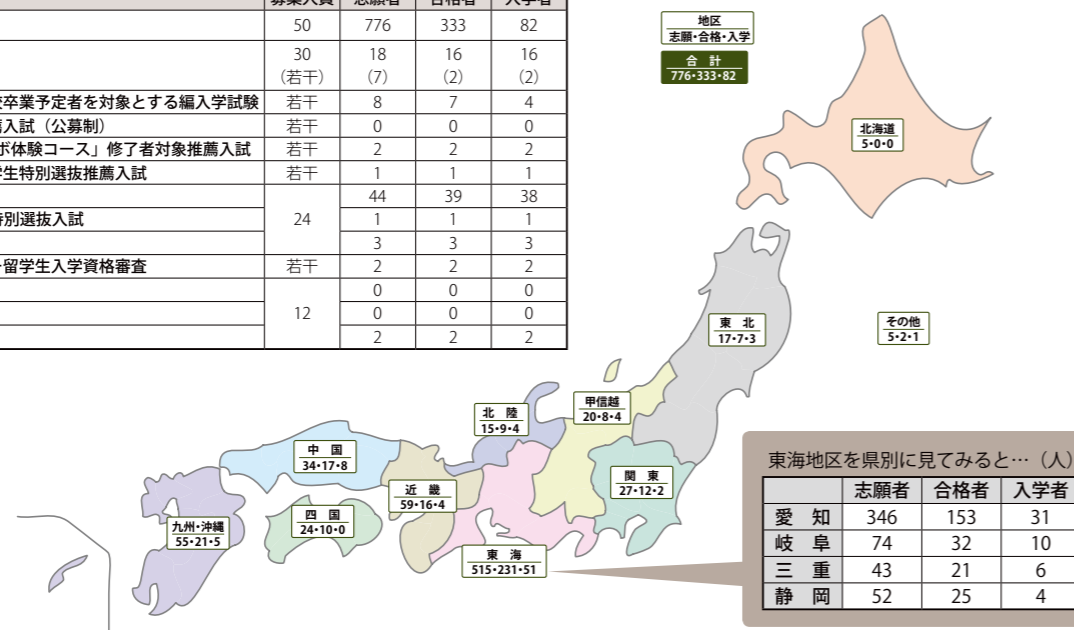 募集人員 志願者 合格者 入学者
50 776 333 82
30 18 16 16
（若干） （7） （2） （2）
卒業予定者を対象とする編入学試験 若干 8 7 4
入試（公募制） 若干 0 0 0
ボ体験コース」修了者対象推薦入試 若干 2 2 2
学生特別選抜推薦入試 若干 1 1 1
44 39 38
特別選抜入試 24 1 1 1
3 3 3
留学生入学資格審査 若干 2 2 2
0 0 0
12 0 0 0
2 2 2
地区
志願・合格・入学
合 計
776・333・82
北海道
5・0・0
東 北
17・7・3
その他
5・2・1
甲信越
20・8・4
北 陸
15・9・4
中 国
34・17・8
関 東
27・12・2
近 畿
59・16・4
四 国
24・10・0
九州・沖縄
55・21・5
東 海
515・231・51
東海地区を県別に見てみると…（人）
志願者 合格者 入学者
愛 知 346 153 31
岐 阜 74 32 10
三 重 43 21 6
静 岡 52 25 4